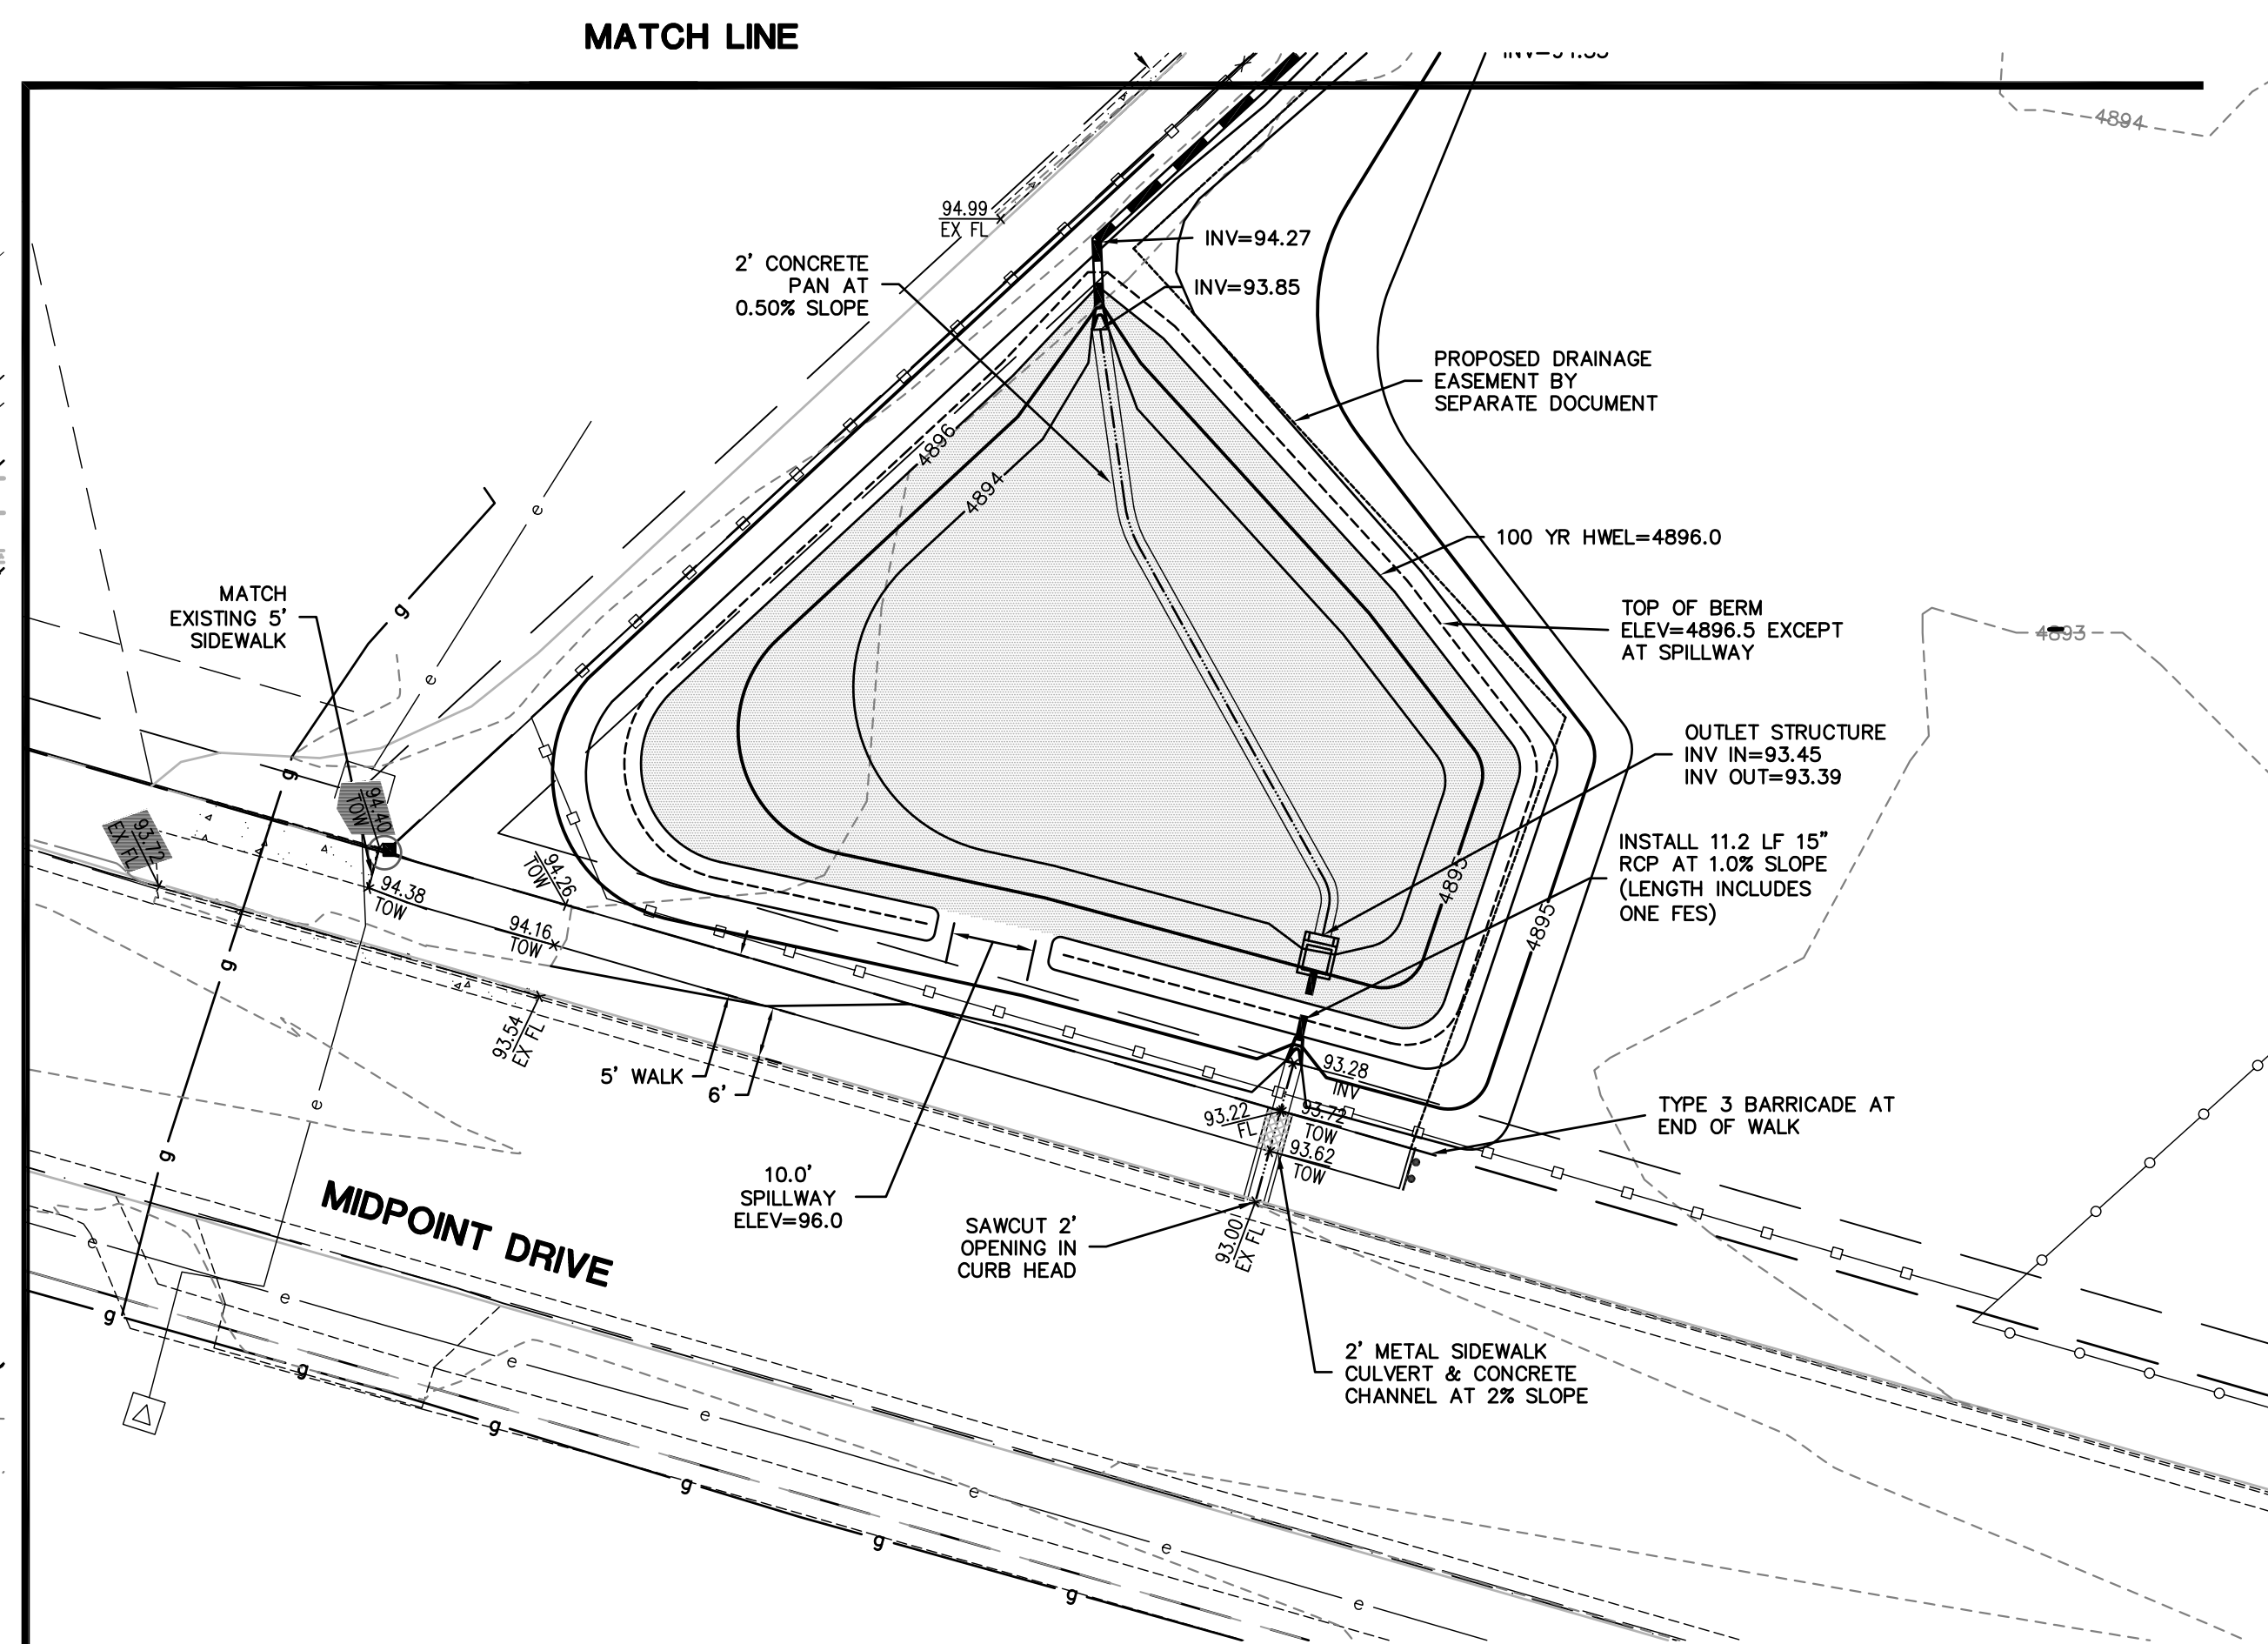 MATCH LINE
4894
94.99
EX FL
INV=94.27
INV=93.85
2' CONCRETE
PAN AT
0.50% SLOPE
PROPOSED DRAINAGE
EASEMENT BY
SEPARATE DOCUMENT
4896
4894
e
100 YR HWEL=4896.0
MATCH
EXISTING 5'
SIDEWALK
g
TOP OF BERM
ELEV=4896.5 EXCEPT
AT SPILLWAY
4893
e
OUTLET STRUCTURE
INV IN=93.45
INV OUT=93.39
g
94.40
TOW
93.72
EX FL
INSTALL 11.2 LF 15"
RCP AT 1.0% SLOPE
(LENGTH INCLUDES
ONE FES)
94.26
TOW
94.38
TOW
4895
4895
94.16
TOW
g
93.54
EX FL
5' WALK
6'
93.28
INV
93.22
FL
93.72
TOW
93.62
TOW
TYPE 3 BARRICADE AT
END OF WALK
e
g
10.0'
SPILLWAY
ELEV=96.0
MIDPOINT DRIVE
SAWCUT 2'
OPENING IN
CURB HEAD
93.00
EX FL
e
e
g
2' METAL SIDEWALK
CULVERT & CONCRETE
CHANNEL AT 2% SLOPE
g
e
e
g
e
g
e
g
e
g